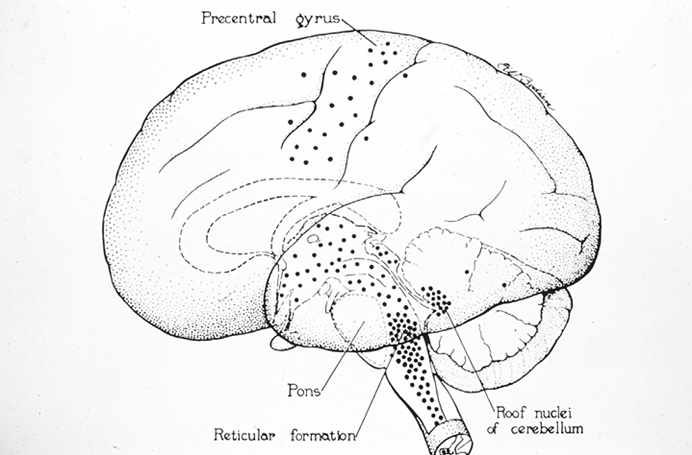 Precentral gyrus
Pons
Reticular formation
Roof nuclei
of cerebellum